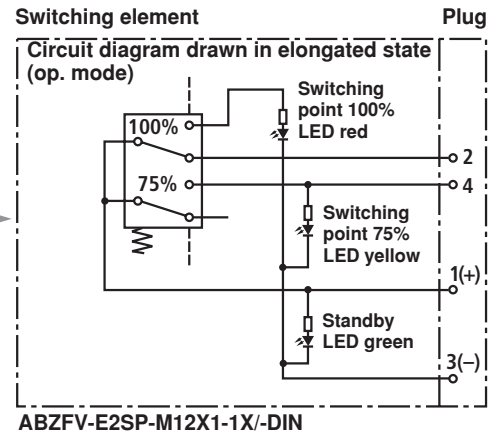 Switching element
Plug
Circuit diagram drawn in elongated state
(op. mode)
Switching
point 100%
LED red
100%
2
75%
4
Switching
point 75%
LED yellow
1(+)
Standby
LED green
3(–)
ABZFV-E2SP-M12X1-1X/-DIN